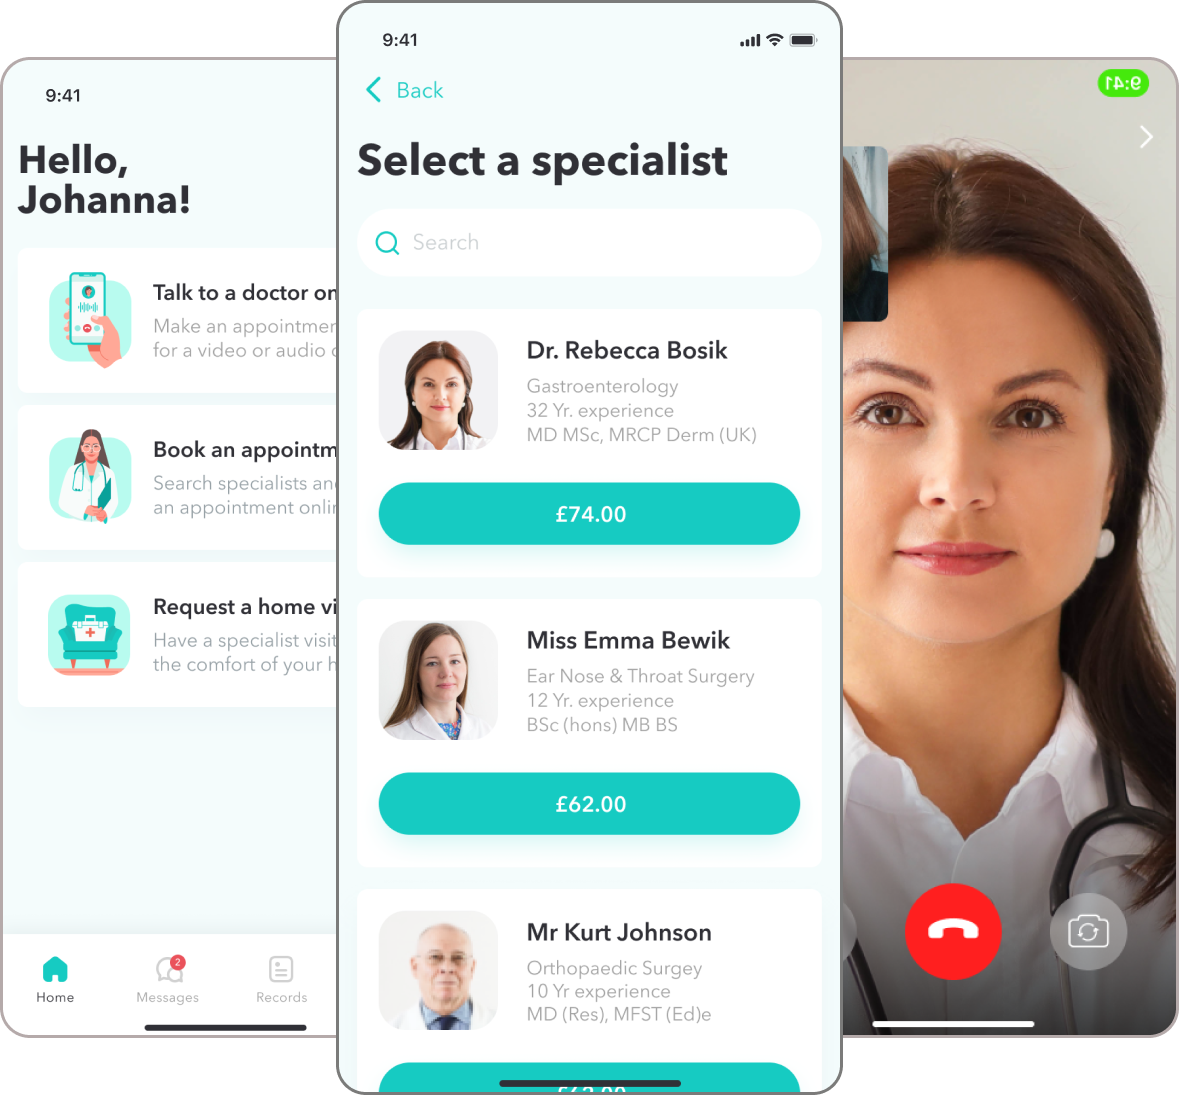 9:41
Hello,
Johanna!
Talk to a doctor on
Make an appointmer
for a video or audio
Book an appointm
Search specialists an
an appointment onli
Request a home vi
Have a specialist visit
the comfort of your h
2
Home
Messages
Records
9:41
Back
Select a specialist
Search
Dr. Rebecca Bosik
Gastroenterology
32 Yr. experience
MD MSc, MRCP Derm (UK)
£74.00
Miss Emma Bewik
Ear Nose & Throat Surgery
12 Yr. experience
BSc (hons) MB BS
£62.00
Mr Kurt Johnson
Orthopaedic Surgey
10 Yr experience
MD (Res), MFST (Ed)e
9:41